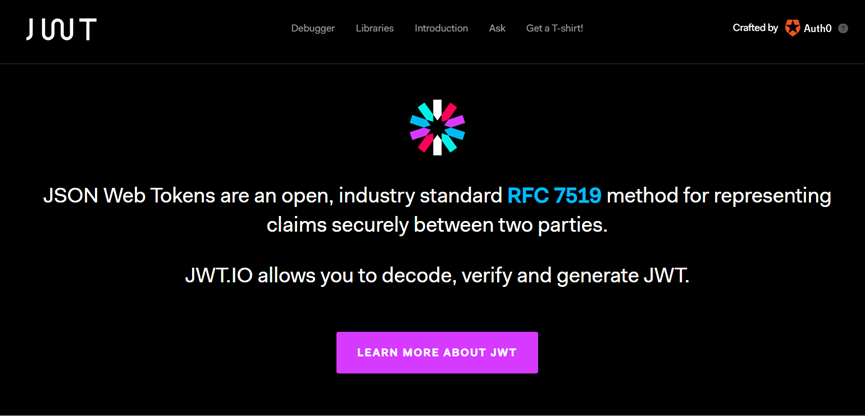 JWT
Debugger Libraries Introduction Ask Get a T-shirt!
Crafted by Auth0 ?
JSON Web Tokens are an open, industry standard RFC 7519 method for representing
claims securely between two parties.
JWT.IO allows you to decode, verify and generate JWT.
LEARN MORE ABOUT JWT